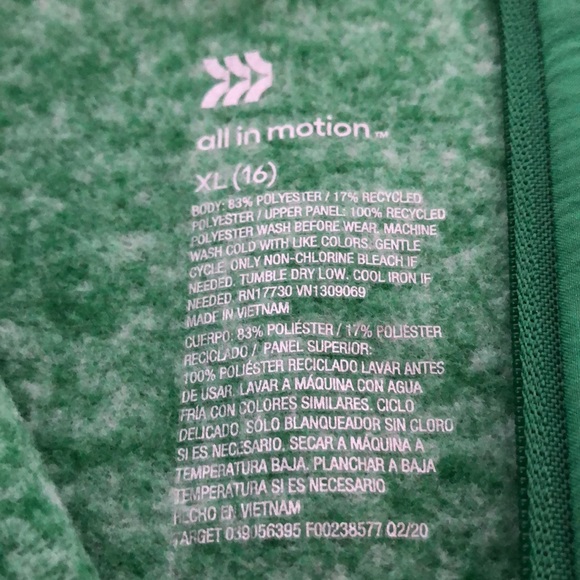 all in motion™
XL (16)
BODY: 83% POLYESTER / 17% RECYCLED
POLYESTER / UPPER PANEL: 100% RECYCLED
POLYESTER WASH BEFORE WEAR. MACHINE
WASH COLD WITH LIKE COLORS. GENTLE
CYCLE. ONLY NON-CHLORINE BLEACH IF
NEEDED. TUMBLE DRY LOW. COOL IRON IF
NEEDED. RN17730 VN1309069
MADE IN VIETNAM
CUERPO: 83% POLIÉSTER / 17% POLIÉSTER
RECICLADO / PANEL SUPERIOR:
100% POLIÉSTER RECICLADO LAVAR ANTES
DE USAR. LAVAR A MÁQUINA CON AGUA
FRÍA CON COLORES SIMILARES. CICLO
DELICADO. SÓLO BLANQUEADOR SIN CLORO
SI ES NECESARIO. SECAR A MÁQUINA A
TEMPERATURA BAJA. PLANCHAR A BAJA
TEMPERATURA SI ES NECESARIO
HECHO EN VIETNAM
TARGET 039056395 F00238577 Q2/20